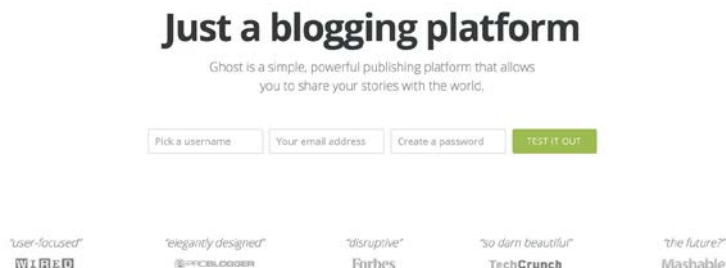 Just a blogging platform
Ghost is a simple, powerful publishing platform that allows
you to share your stories with the world.
Pick a username Your email address Create a password TEST IT OUT
"user-focused" "elegantly designed" "disruptive" "so darn beautiful" "the future?"
WIRED PROBLOGGER Forbes TechCrunch Mashable